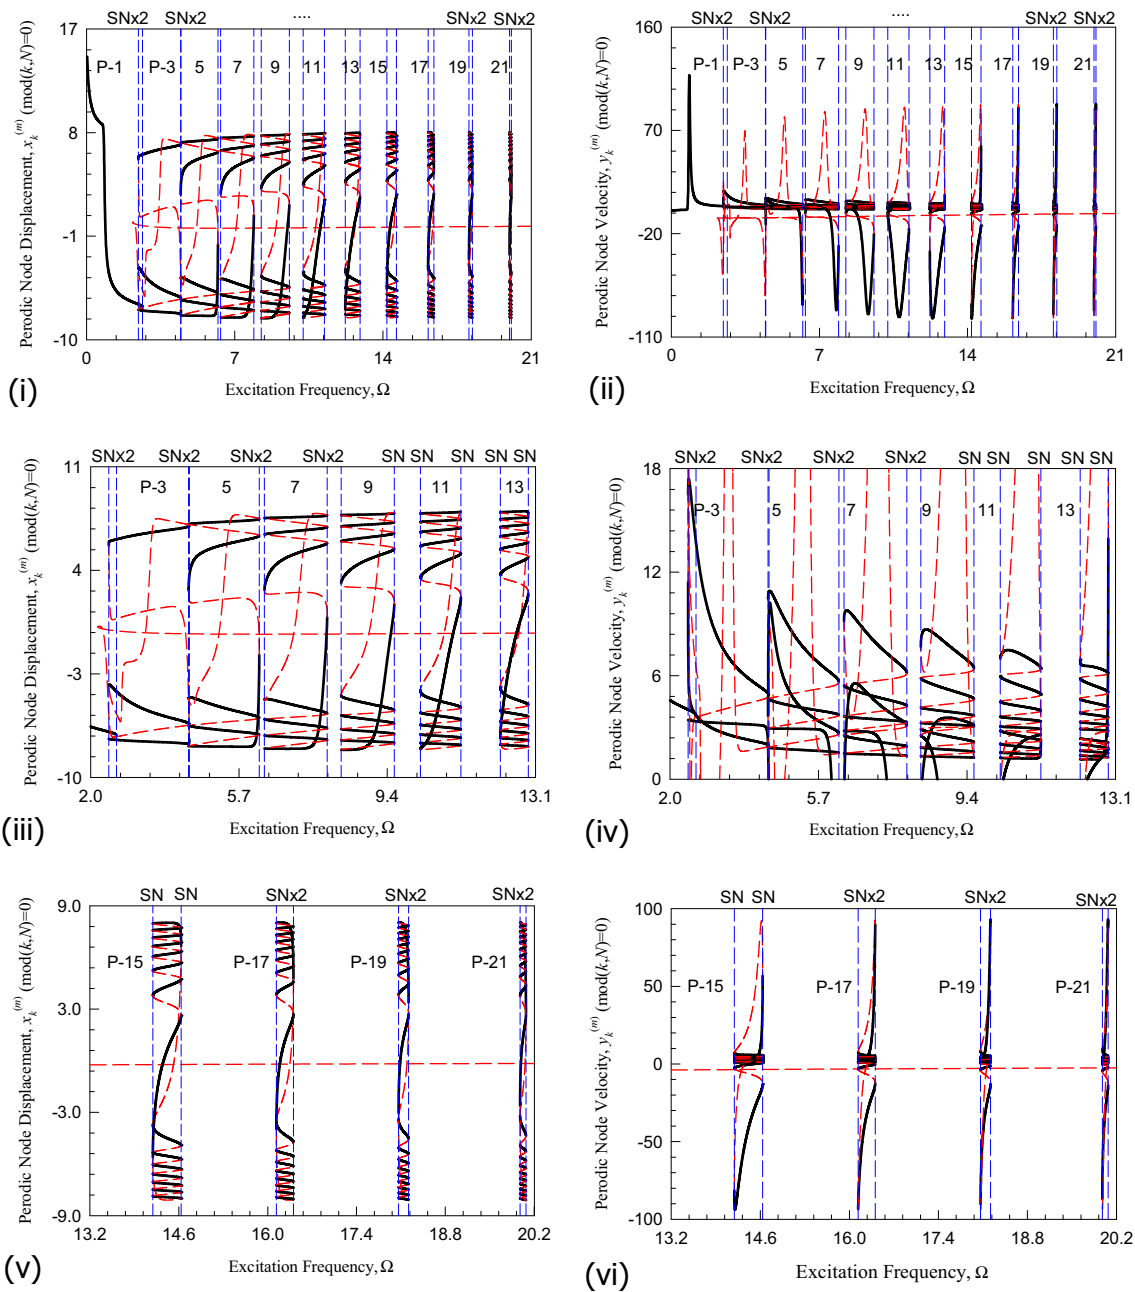 SNx2 SNx2 .... SNx2
17
P-1 P-3 5 7 9 11 13 15 17 19 21
8
-1
-10
0 7 14 21
Perodic Node Displacement, x_k^(m) (mod(k,N)=0)
Excitation Frequency, Ω
(i)
SNx2 SNx2 .... SNx2
160
P-1 P-3 5 7 9 11 13 15 17 19 21
70
-20
-110
0 7 14 21
Perodic Node Velocity, y_k^(m) (mod(k,N)=0)
Excitation Frequency, Ω
(ii)
SNx2 SNx2 SNx2 SNx2 SN SN SN SN
11
P-3 5 7 9 11 13
4
-3
-10
2.0 5.7 9.4 13.1
Perodic Node Displacement, x_k^(m) (mod(k,N)=0)
Excitation Frequency, Ω
(iii)
SNx2 SNx2 SNx2 SNx2 SN SN SN SN
18
P-3 5 7 9 11 13
12
6
0
2.0 5.7 9.4 13.1
Perodic Node Velocity, y_k^(m) (mod(k,N)=0)
Excitation Frequency, Ω
(iv)
SN SN SNx2 SNx2 SNx2
9.0
P-15 P-17 P-19 P-21
3.0
-3.0
-9.0
13.2 14.6 16.0 17.4 18.8 20.2
Perodic Node Displacement, x_k^(m) (mod(k,N)=0)
Excitation Frequency, Ω
(v)
SN SN SNx2 SNx2 SNx2
100
P-15 P-17 P-19 P-21
50
0
-50
-100
13.2 14.6 16.0 17.4 18.8 20.2
Perodic Node Velocity, y_k^(m) (mod(k,N)=0)
Excitation Frequency, Ω
(vi)